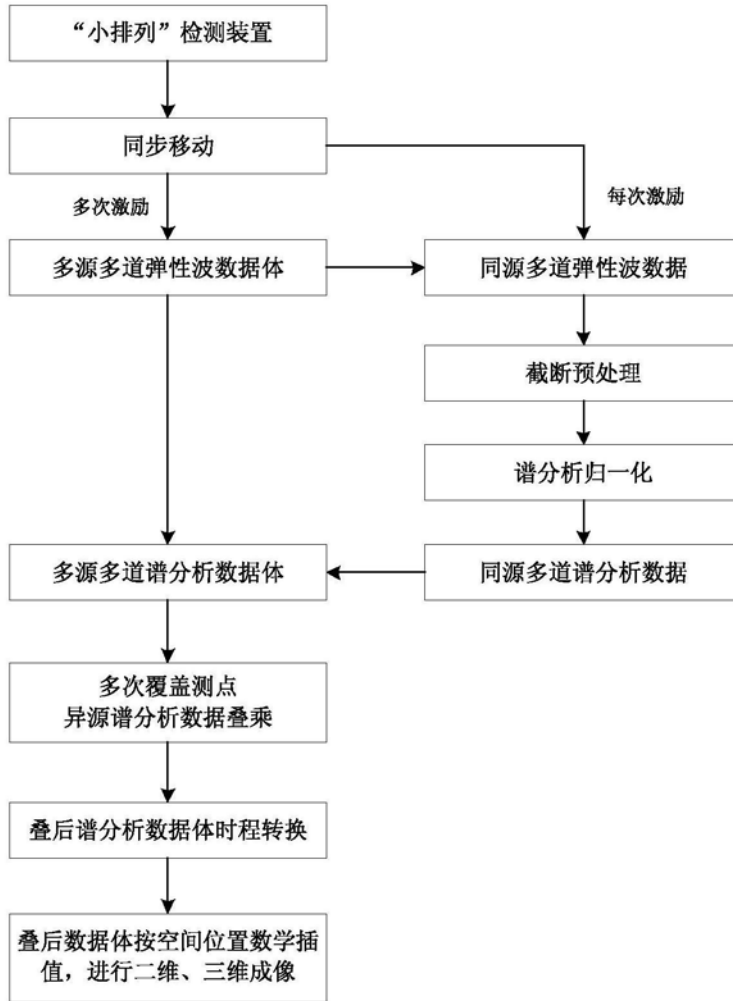 “小排列”检测装置
同步移动
多次激励
每次激励
多源多道弹性波数据体
同源多道弹性波数据
截断预处理
谱分析归一化
多源多道谱分析数据体
同源多道谱分析数据
多次覆盖测点
异源谱分析数据叠乘
叠后谱分析数据体时程转换
叠后数据体按空间位置数学插
值，进行二维、三维成像